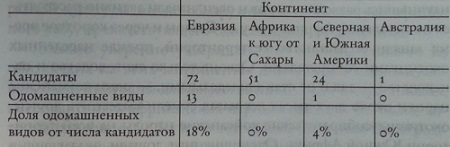 Континент
Евразия Африка Северная Австралия
к югу от и Южная
Сахары Америки
Кандидаты 72 51 24 1
Одомашненные виды 13 0 1 0
Доля одомашненных
видов от числа кандидатов 18% 0% 4% 0%